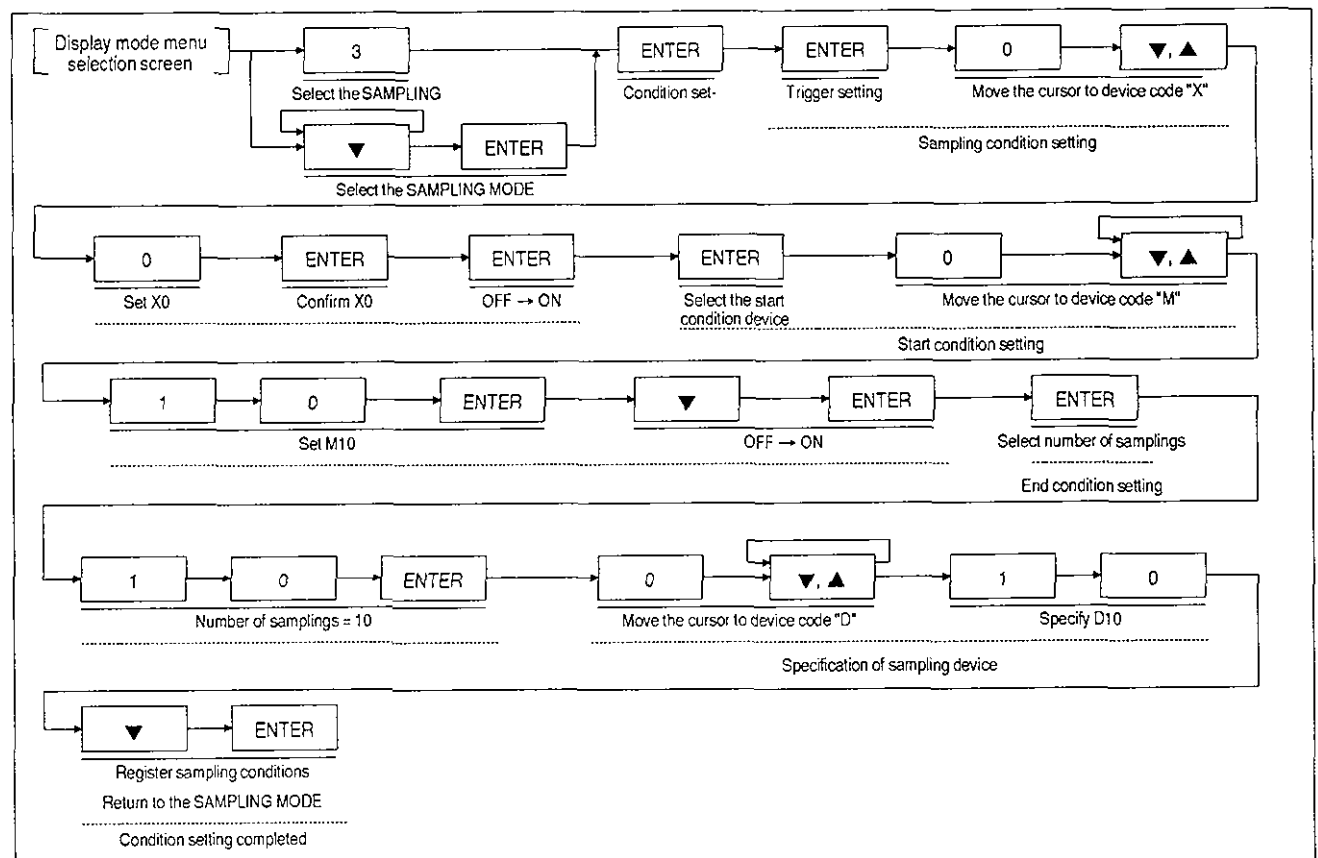 Display mode menu
selection screen
3
ENTER
ENTER
0
▼, ▲
Select the SAMPLING
Condition set-
Trigger setting
Move the cursor to device code "X"
▼
ENTER
Sampling condition setting
Select the SAMPLING MODE
0
ENTER
ENTER
ENTER
0
▼, ▲
Set X0
Confirm X0
OFF → ON
Select the start
condition device
Move the cursor to device code "M"
Start condition setting
1
0
ENTER
▼
ENTER
ENTER
Set M10
OFF → ON
Select number of samplings
End condition setting
1
0
ENTER
0
▼, ▲
1
0
Number of samplings = 10
Move the cursor to device code "D"
Specify D10
Specification of sampling device
▼
ENTER
Register sampling conditions
Return to the SAMPLING MODE
Condition setting completed